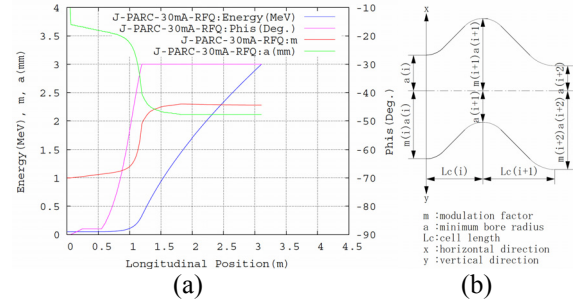 J-PARC-30mA-RFQ:Energy(MeV)
J-PARC-30mA-RFQ:Phis(Deg.)
J-PARC-30mA-RFQ:m
J-PARC-30mA-RFQ:a(mm)
Energy(MeV), m, a(mm)
4
3.5
3
2.5
2
1.5
1
0.5
0
-10
-20
-30
-40
-50
-60
-70
-80
-90
Phis(Deg.)
0 0.5 1 1.5 2 2.5 3 3.5 4 4.5
Longitudinal Position(m)
(a)
x
a(i)
m(i)a(i)
m(i+1)a(i+1)
a(i+1)
a(i+2)
m(i+2)a(i+2)
Lc(i) Lc(i+1)
y
m :modulation factor
a :minimum bore radius
Lc:cell length
x :horizontal direction
y :vertical direction
(b)